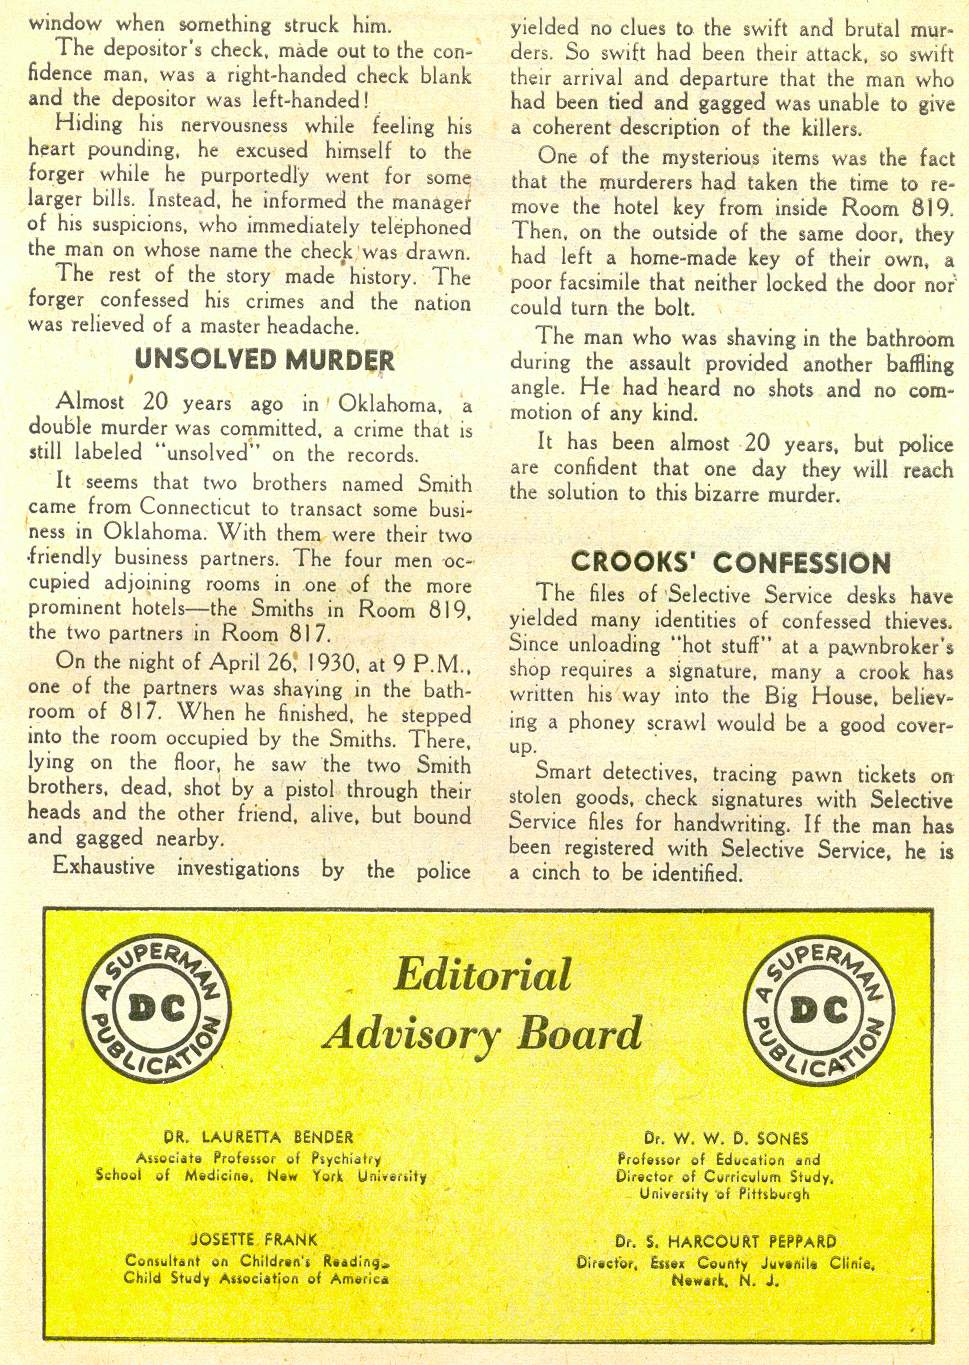 window when something struck him.
The depositor's check, made out to the con-
fidence man, was a right-handed check blank
and the depositor was left-handed!
Hiding his nervousness while feeling his
heart pounding, he excused himself to the
forger while he purportedly went for some
larger bills. Instead, he informed the manager
of his suspicions, who immediately telephoned
the man on whose name the check was drawn.
The rest of the story made history. The
forger confessed his crimes and the nation
was relieved of a master headache.
UNSOLVED MURDER
Almost 20 years ago in Oklahoma, a
double murder was committed, a crime that is
still labeled "unsolved" on the records.
It seems that two brothers named Smith
came from Connecticut to transact some busi-
ness in Oklahoma. With them were their two
friendly business partners. The four men oc-
cupied adjoining rooms in one of the more
prominent hotels—the Smiths in Room 819,
the two partners in Room 817.
On the night of April 26, 1930, at 9 P.M.,
one of the partners was shaving in the bath-
room of 817. When he finished, he stepped
into the room occupied by the Smiths. There,
lying on the floor, he saw the two Smith
brothers, dead, shot by a pistol through their
heads and the other friend, alive, but bound
and gagged nearby.
Exhaustive investigations by the police
yielded no clues to the swift and brutal mur-
ders. So swift had been their attack, so swift
their arrival and departure that the man who
had been tied and gagged was unable to give
a coherent description of the killers.
One of the mysterious items was the fact
that the murderers had taken the time to re-
move the hotel key from inside Room 819.
Then, on the outside of the same door, they
had left a home-made key of their own, a
poor facsimile that neither locked the door nor
could turn the bolt.
The man who was shaving in the bathroom
during the assault provided another baffling
angle. He had heard no shots and no com-
motion of any kind.
It has been almost 20 years, but police
are confident that one day they will reach
the solution to this bizarre murder.
CROOKS' CONFESSION
The files of Selective Service desks have
yielded many identities of confessed thieves.
Since unloading "hot stuff" at a pawnbroker's
shop requires a signature, many a crook has
written his way into the Big House, believ-
ing a phoney scrawl would be a good cover-
up.
Smart detectives, tracing pawn tickets on
stolen goods, check signatures with Selective
Service files for handwriting. If the man has
been registered with Selective Service, he is
a cinch to be identified.
A SUPERMAN
DC
PUBLICATION
Editorial
Advisory Board
A SUPERMAN
DC
PUBLICATION
DR. LAURETTA BENDER
Associate Professor of Psychiatry
School of Medicine, New York University
Dr. W. W. D. SONES
Professor of Education and
Director of Curriculum Study,
University of Pittsburgh
JOSETTE FRANK
Consultant on Children's Reading,
Child Study Association of America
Dr. S. HARCOURT PEPPARD
Director, Essex County Juvenile Clinic,
Newark, N. J.